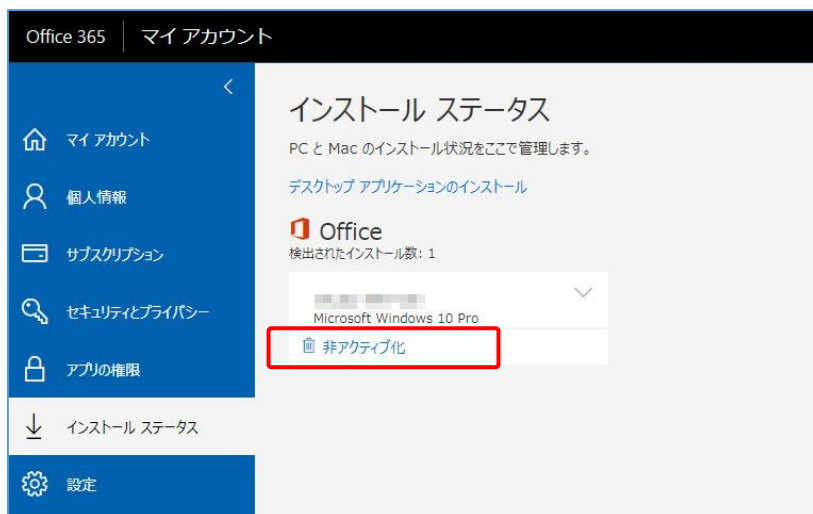 Office 365 マイ アカウント
マイ アカウント
個人情報
サブスクリプション
セキュリティとプライバシー
アプリの権限
インストール ステータス
設定
インストール ステータス
PC と Mac のインストール状況をここで管理します。
デスクトップ アプリケーションのインストール
Office
検出されたインストール数: 1
Microsoft Windows 10 Pro
非アクティブ化